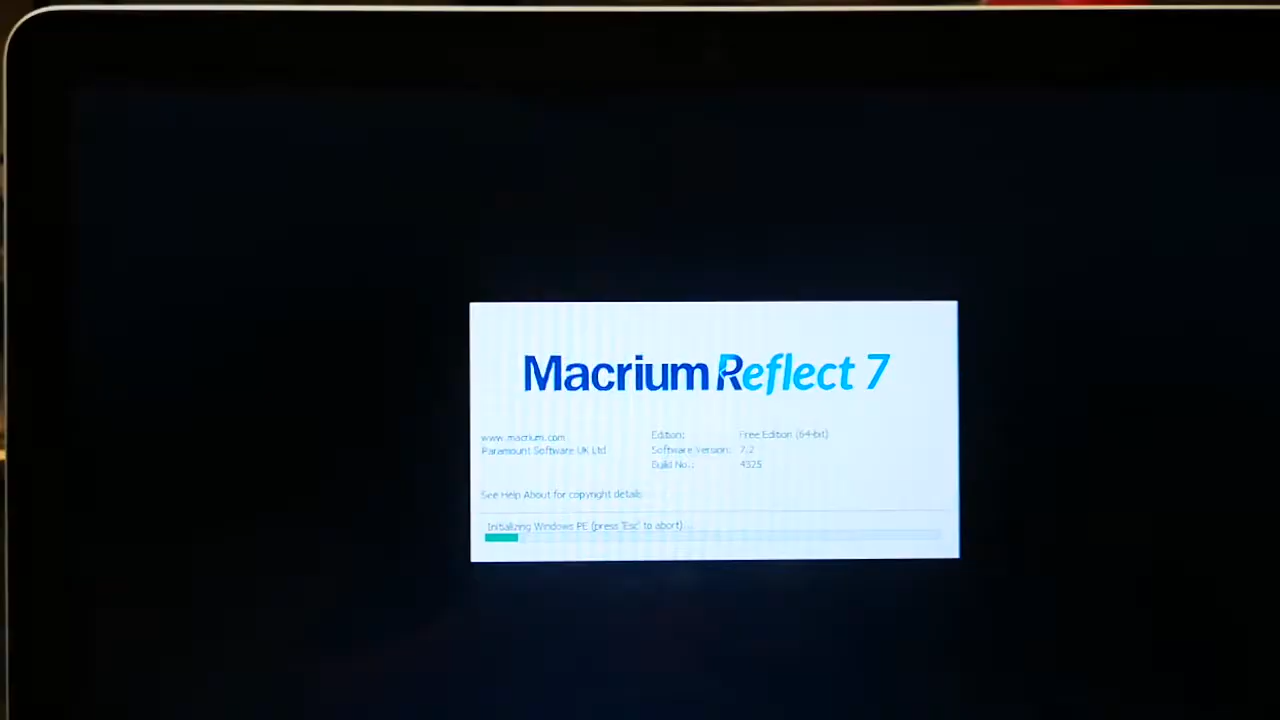 Macrium Reflect 7
www.macrium.com
Paramount Software UK Ltd
Edition: Free Edition (64-bit)
Software Version: 7.2
Build No.: 4325
See Help About for copyright details
Initializing Windows PE (press 'Esc' to abort)...